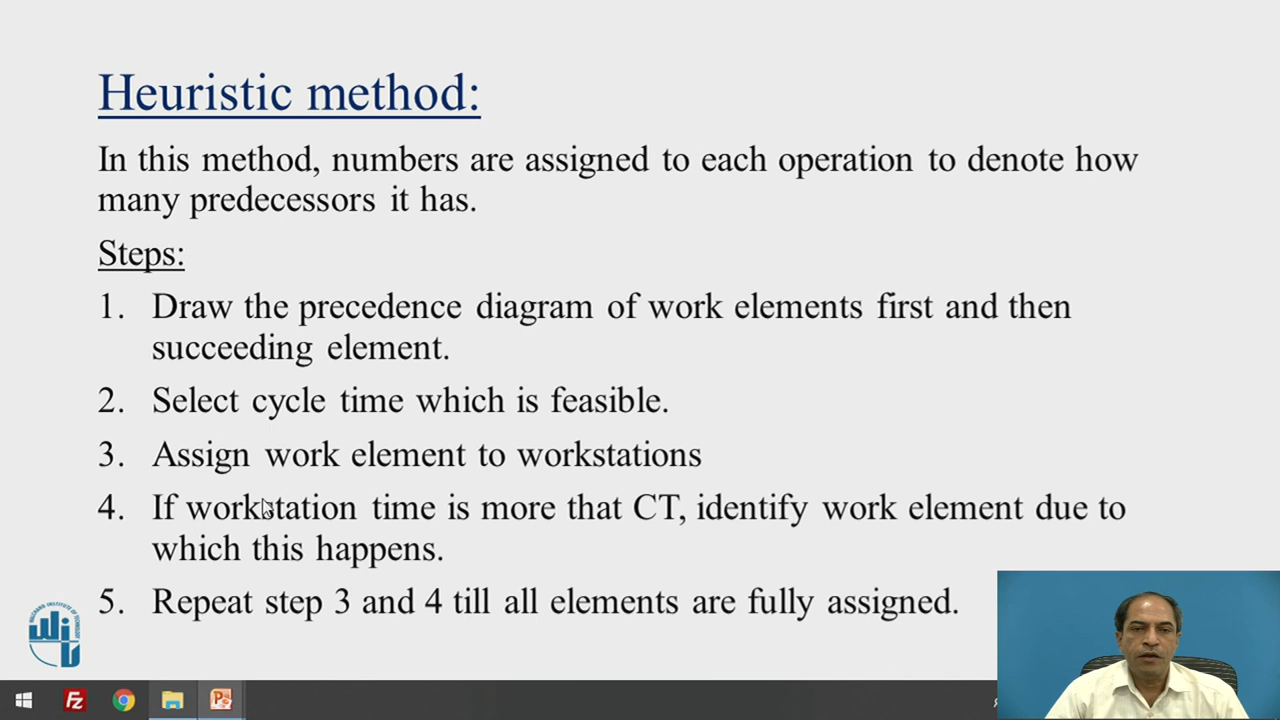 Heuristic method:
In this method, numbers are assigned to each operation to denote how
many predecessors it has.
Steps:
1. Draw the precedence diagram of work elements first and then
succeeding element.
2. Select cycle time which is feasible.
3. Assign work element to workstations
4. If workstation time is more that CT, identify work element due to
which this happens.
5. Repeat step 3 and 4 till all elements are fully assigned.